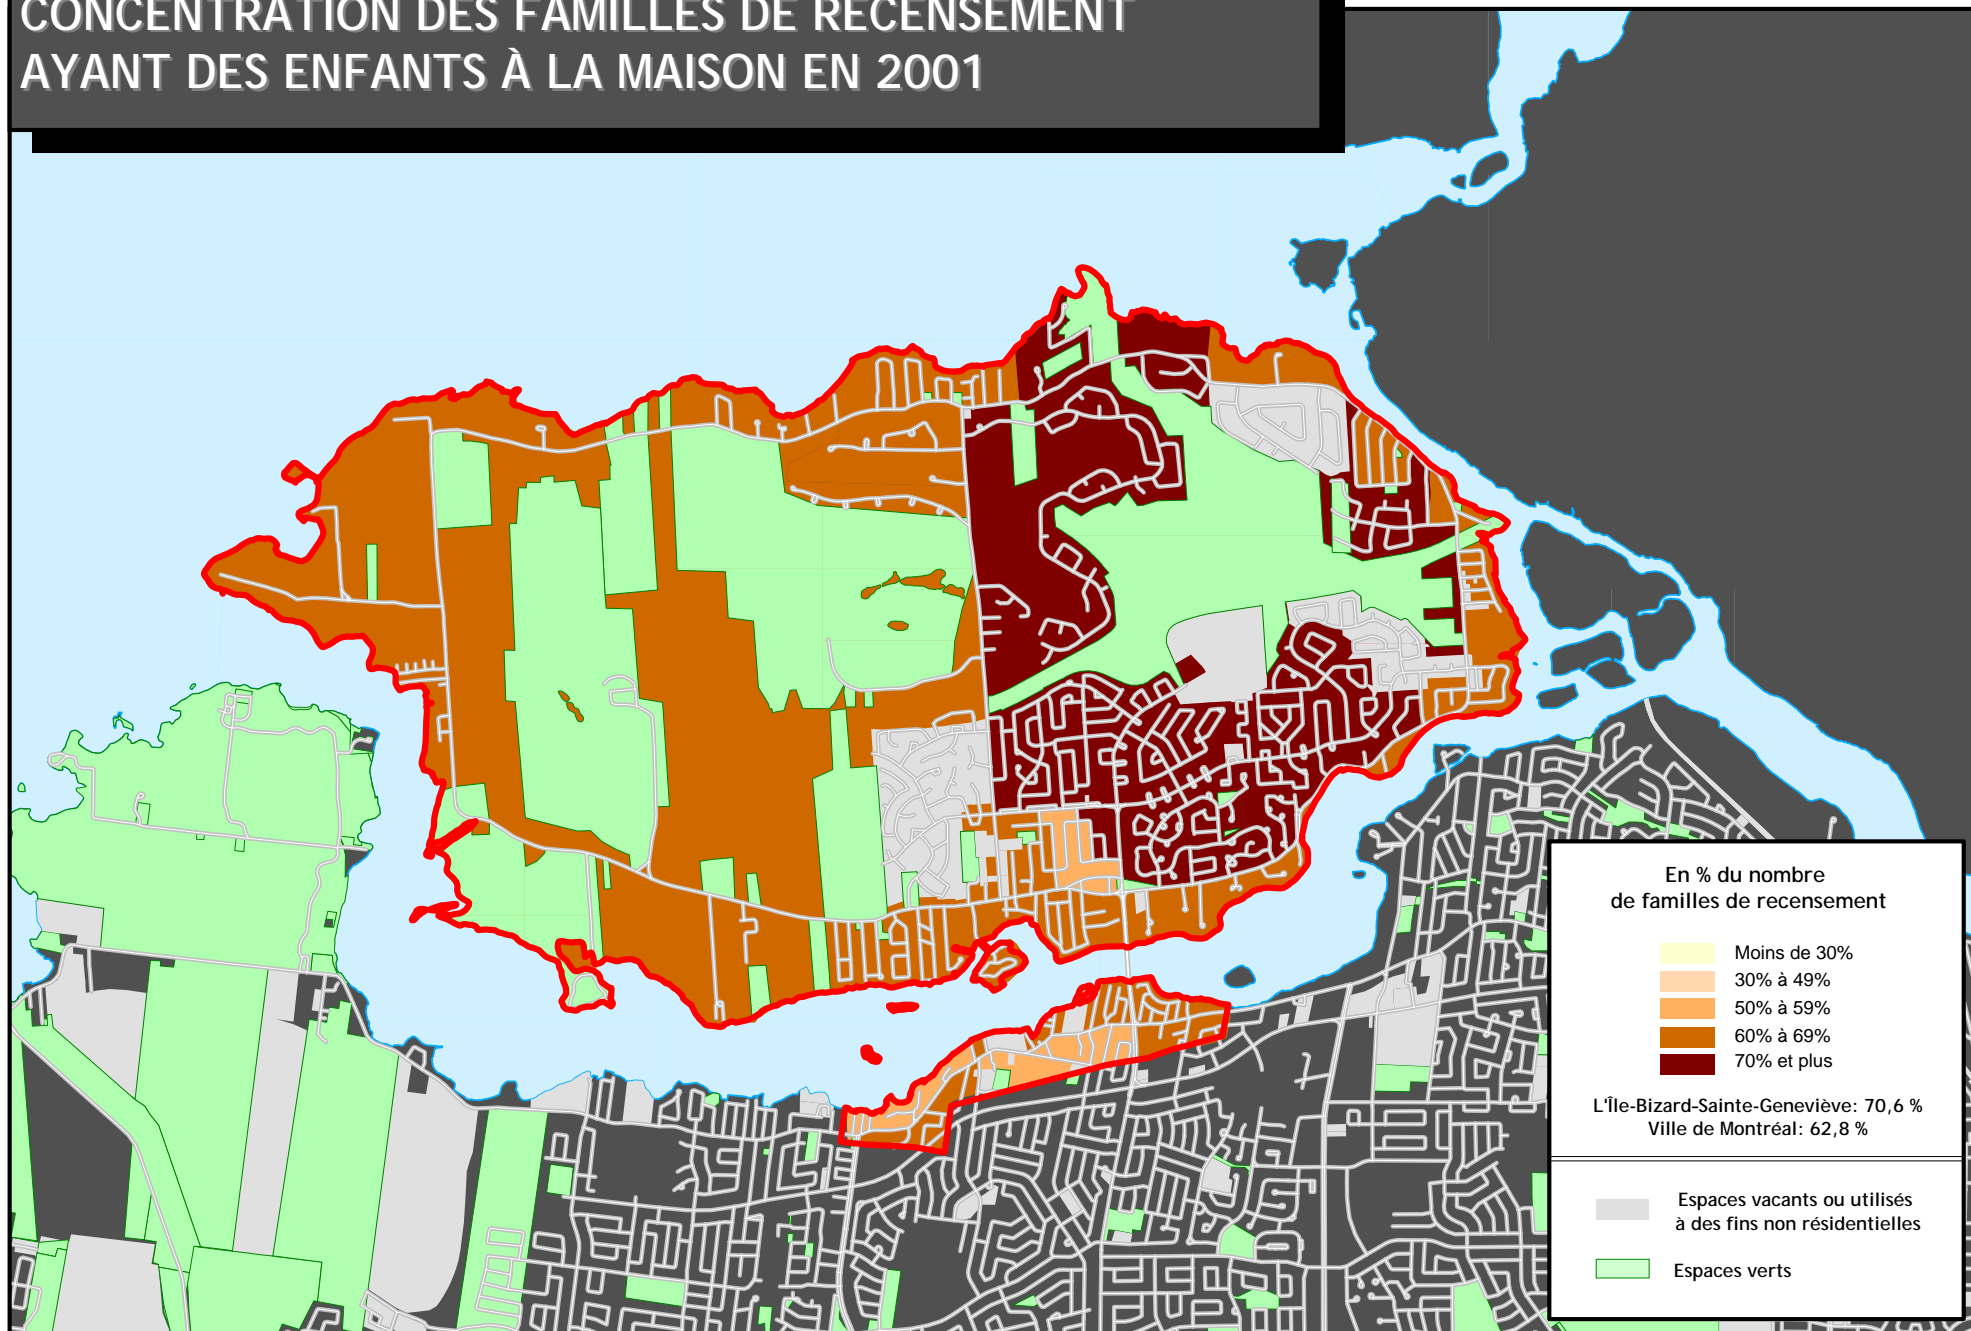 CONCENTRATION DES FAMILLES DE RECENSEMENT
AYANT DES ENFANTS À LA MAISON EN 2001
En % du nombre
de familles de recensement
Moins de 30%
30% à 49%
50% à 59%
60% à 69%
70% et plus
L'Île-Bizard-Sainte-Geneviève: 70,6 %
Ville de Montréal: 62,8 %
Espaces vacants ou utilisés
à des fins non résidentielles
Espaces verts